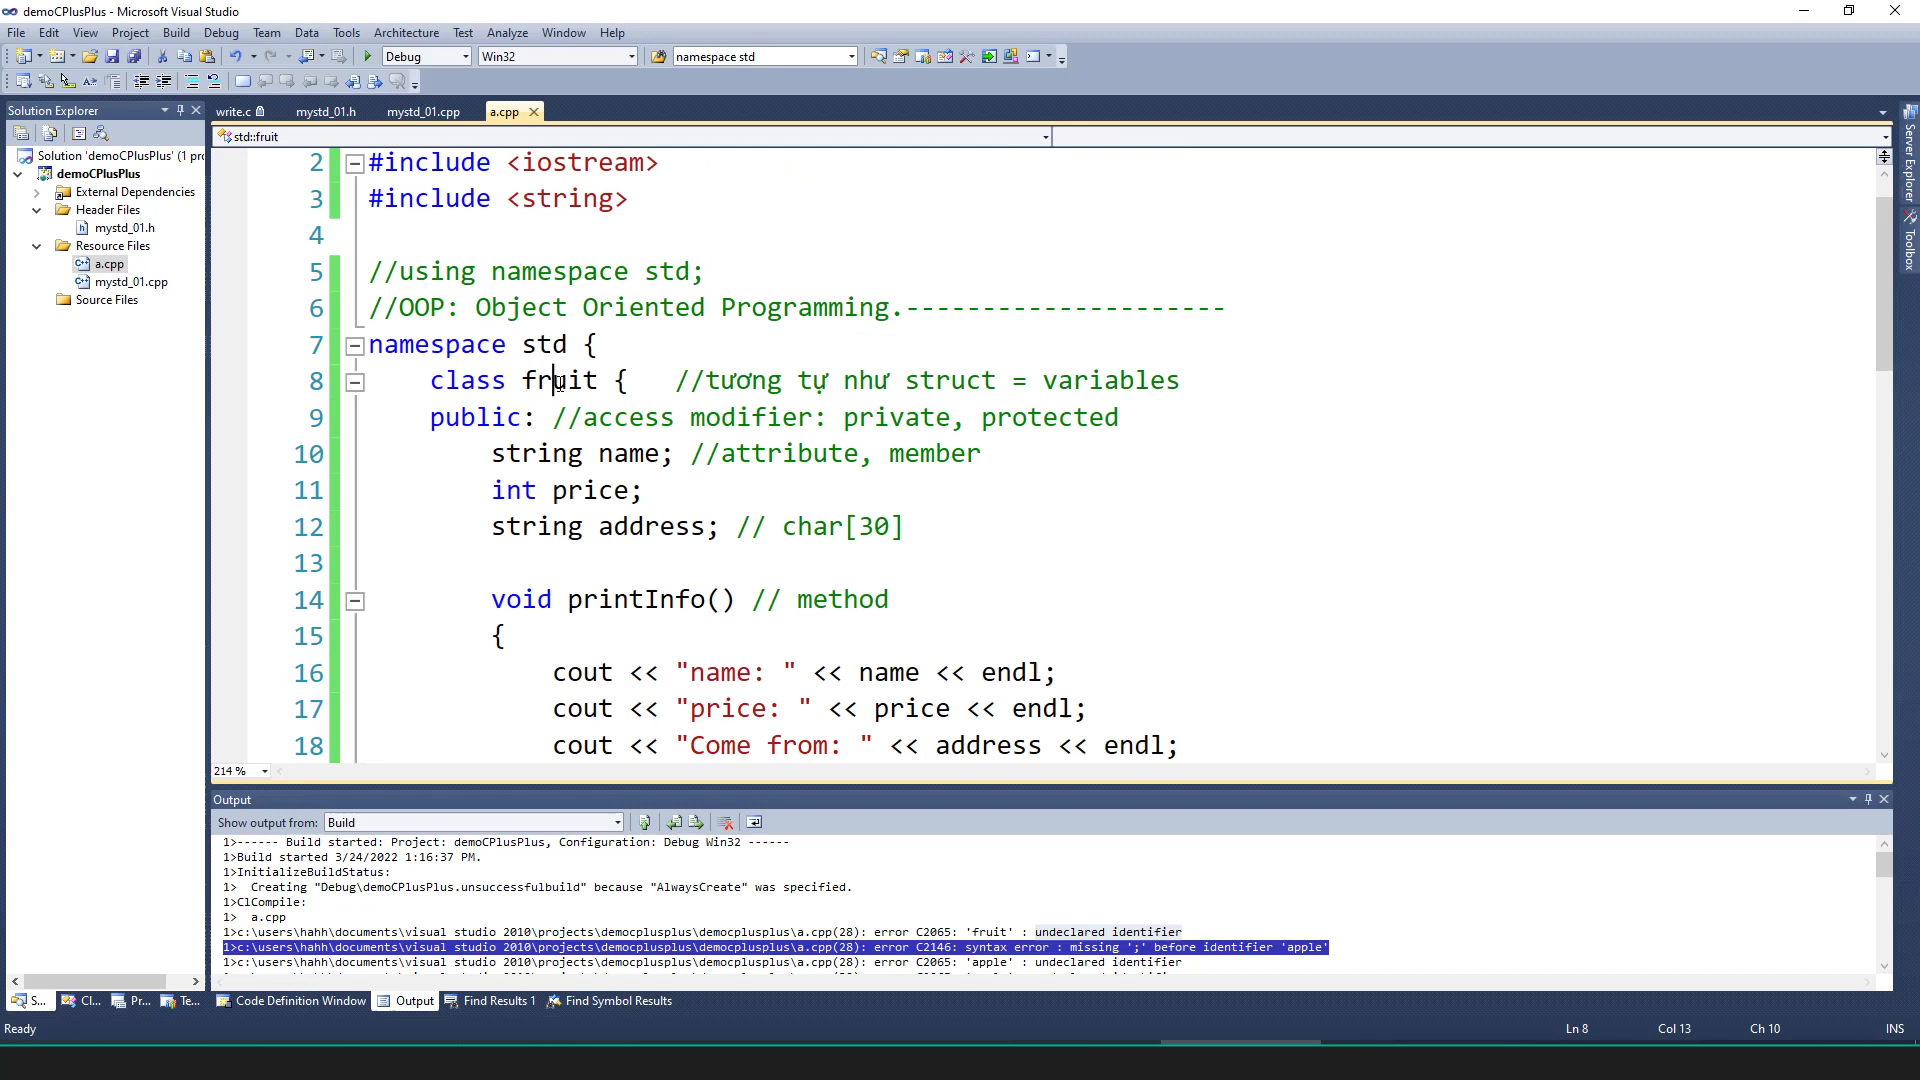 demoCPlusPlus - Microsoft Visual Studio
File Edit View Project Build Debug Team Data Tools Architecture Test Analyze Window Help
Debug Win32 namespace std
Solution Explorer
write.c mystd_01.h mystd_01.cpp a.cpp
std::fruit
Solution 'demoCPlusPlus' (1 pr
demoCPlusPlus
External Dependencies
Header Files
mystd_01.h
Resource Files
a.cpp
mystd_01.cpp
Source Files
2 #include <iostream>
3 #include <string>
4
5 //using namespace std;
6 //OOP: Object Oriented Programming.---------------------
7 namespace std {
8 class fruit { //tương tự như struct = variables
9 public: //access modifier: private, protected
10 string name; //attribute, member
11 int price;
12 string address; // char[30]
13
14 void printInfo() // method
15 {
16 cout << "name: " << name << endl;
17 cout << "price: " << price << endl;
18 cout << "Come from: " << address << endl;
214 %
Server Explorer
Toolbox
Output
Show output from: Build
1>------ Build started: Project: demoCPlusPlus, Configuration: Debug Win32 ------
1>Build started 3/24/2022 1:16:37 PM.
1>InitializeBuildStatus:
1> Creating "Debug\demoCPlusPlus.unsuccessfulbuild" because "AlwaysCreate" was specified.
1>ClCompile:
1> a.cpp
1>c:\users\hahh\documents\visual studio 2010\projects\democplusplus\democplusplus\a.cpp(28): error C2065: 'fruit' : undeclared identifier
1>c:\users\hahh\documents\visual studio 2010\projects\democplusplus\democplusplus\a.cpp(28): error C2146: syntax error : missing ';' before identifier 'apple'
1>c:\users\hahh\documents\visual studio 2010\projects\democplusplus\democplusplus\a.cpp(28): error C2065: 'apple' : undeclared identifier
S... Cl... Pr... Te... Code Definition Window Output Find Results 1 Find Symbol Results
Ready Ln 8 Col 13 Ch 10 INS